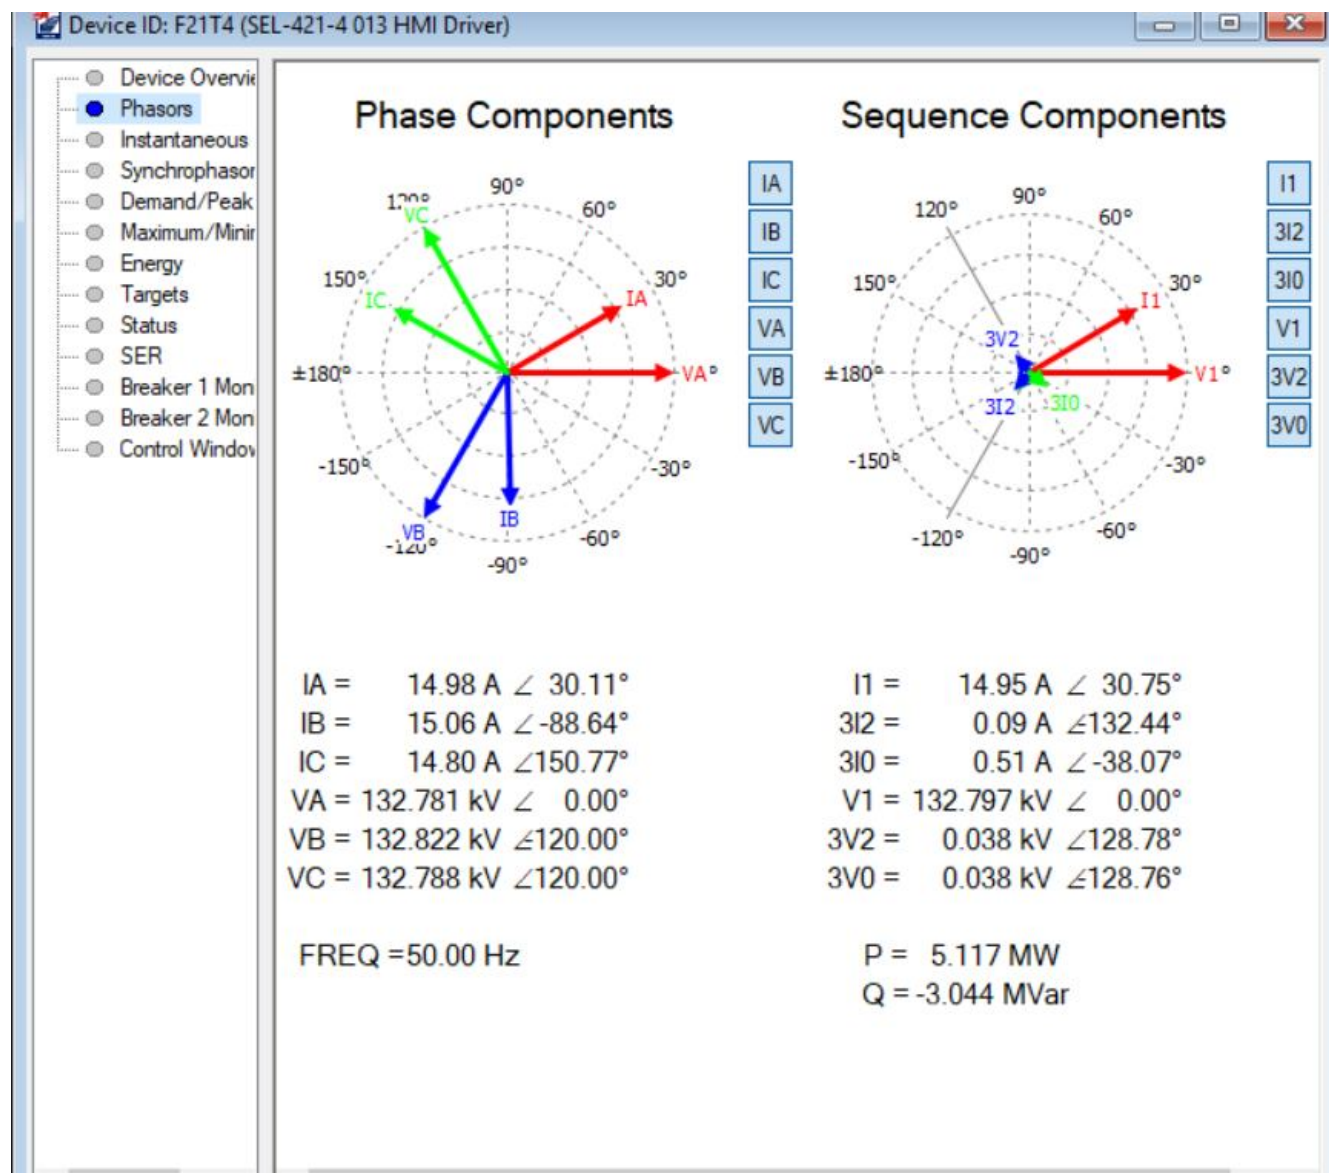 Device ID: F21T4 (SEL-421-4 013 HMI Driver)
Device Overvie
Phasors
Instantaneous
Synchrophasor
Demand/Peak
Maximum/Minir
Energy
Targets
Status
SER
Breaker 1 Mon
Breaker 2 Mon
Control Window
Phase Components
90°
120°
60°
VC
150°
30°
IC
IA
±180°
VA°
-150°
-30°
VB
IB
-120°
-60°
-90°
IA
IB
IC
VA
VB
VC
Sequence Components
90°
120°
60°
150°
30°
I1
3V2
±180°
V1°
3I2
3I0
-150°
-30°
-120°
-60°
-90°
I1
3I2
3I0
V1
3V2
3V0
IA = 14.98 A ∠ 30.11°
IB = 15.06 A ∠ -88.64°
IC = 14.80 A ∠150.77°
VA = 132.781 kV ∠ 0.00°
VB = 132.822 kV ∠-120.00°
VC = 132.788 kV ∠120.00°
FREQ =50.00 Hz
I1 = 14.95 A ∠ 30.75°
3I2 = 0.09 A ∠-132.44°
3I0 = 0.51 A ∠ -38.07°
V1 = 132.797 kV ∠ 0.00°
3V2 = 0.038 kV ∠128.78°
3V0 = 0.038 kV ∠-128.76°
P = 5.117 MW
Q = -3.044 MVar